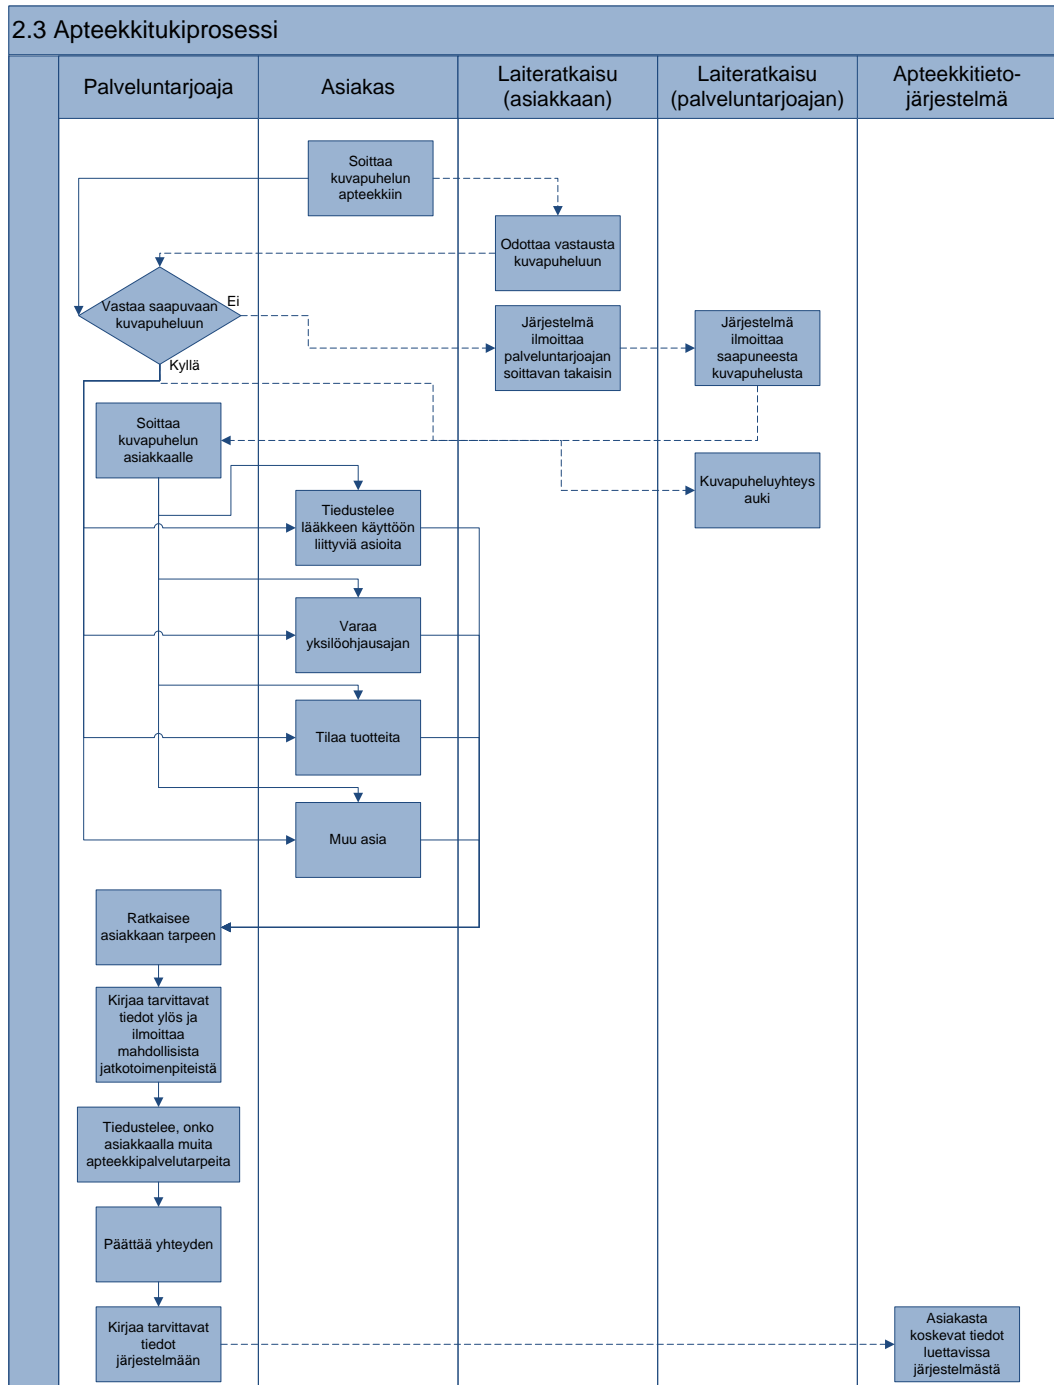 2.3 Apteekkitukiprosessi
Palveluntarjoaja
Asiakas
Laiteratkaisu
(asiakkaan)
Laiteratkaisu
(palveluntarjoajan)
Apteekkitieto-
järjestelmä
Soittaa
kuvapuhelun
apteekkiin
Odottaa vastausta
kuvapuheluun
Vastaa saapuvaan
kuvapuheluun
Ei
Kyllä
Järjestelmä
ilmoittaa
palveluntarjoajan
soittavan takaisin
Järjestelmä
ilmoittaa
saapuneesta
kuvapuhelusta
Soittaa
kuvapuhelun
asiakkaalle
Kuvapuheluyhteys
auki
Tiedustelee
lääkkeen käyttöön
liittyviä asioita
Varaa
yksilöohjausajan
Tilaa tuotteita
Muu asia
Ratkaisee
asiakkaan tarpeen
Kirjaa tarvittavat
tiedot ylös ja
ilmoittaa
mahdollisista
jatkotoimenpiteistä
Tiedustelee, onko
asiakkaalla muita
apteekkipalvelutarpeita
Päättää yhteyden
Kirjaa tarvittavat
tiedot
järjestelmään
Asiakasta
koskevat tiedot
luettavissa
järjestelmästä